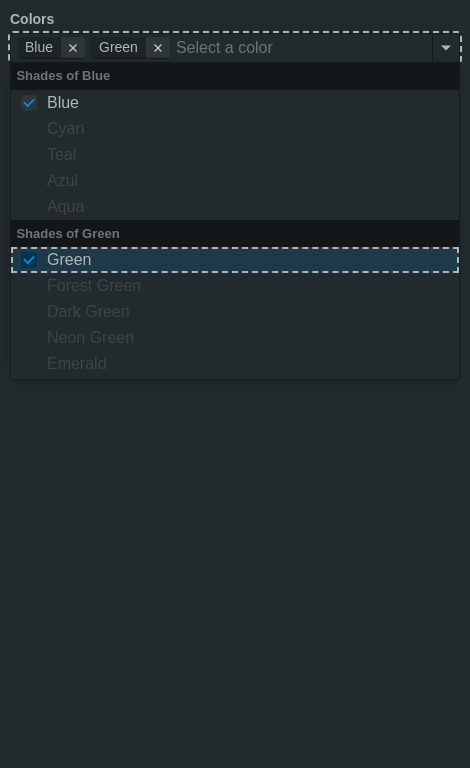 Colors
Blue Green Select a color
Shades of Blue
Blue
Cyan
Teal
Azul
Aqua
Shades of Green
Green
Forest Green
Dark Green
Neon Green
Emerald